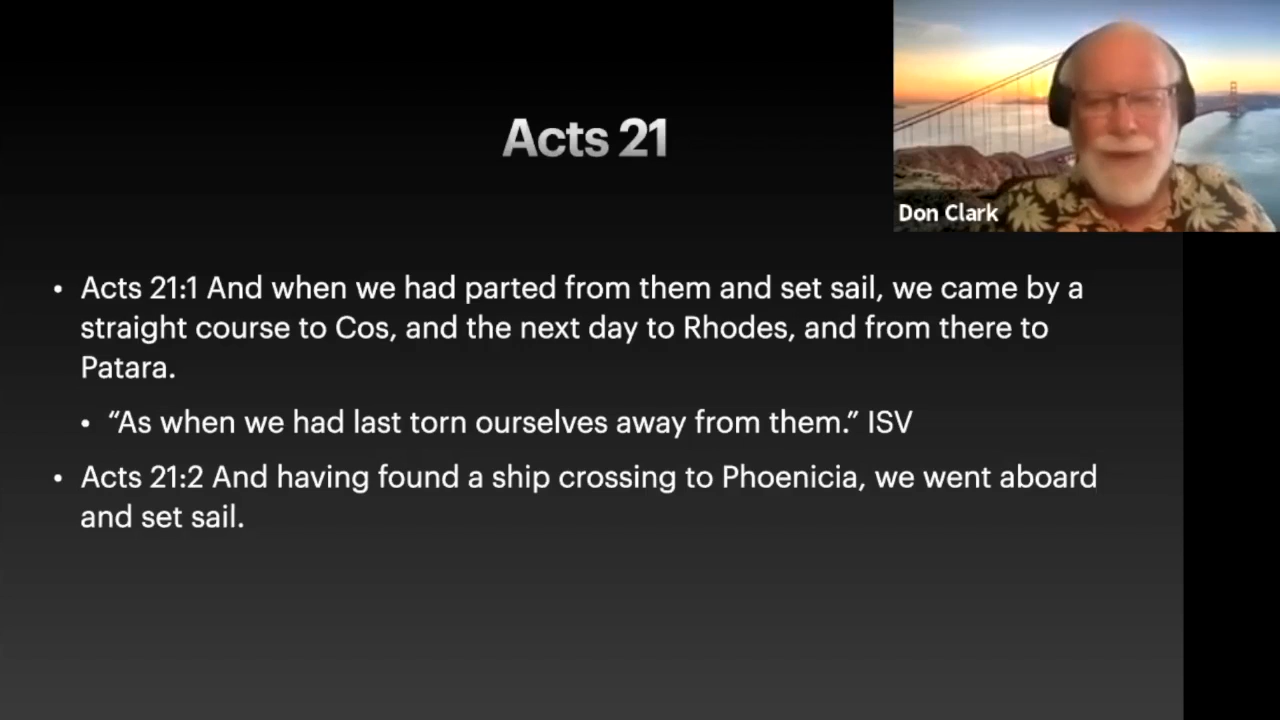 Acts 21
Don Clark
• Acts 21:1 And when we had parted from them and set sail, we came by a
straight course to Cos, and the next day to Rhodes, and from there to
Patara.
• “As when we had last torn ourselves away from them.” ISV
• Acts 21:2 And having found a ship crossing to Phoenicia, we went aboard
and set sail.